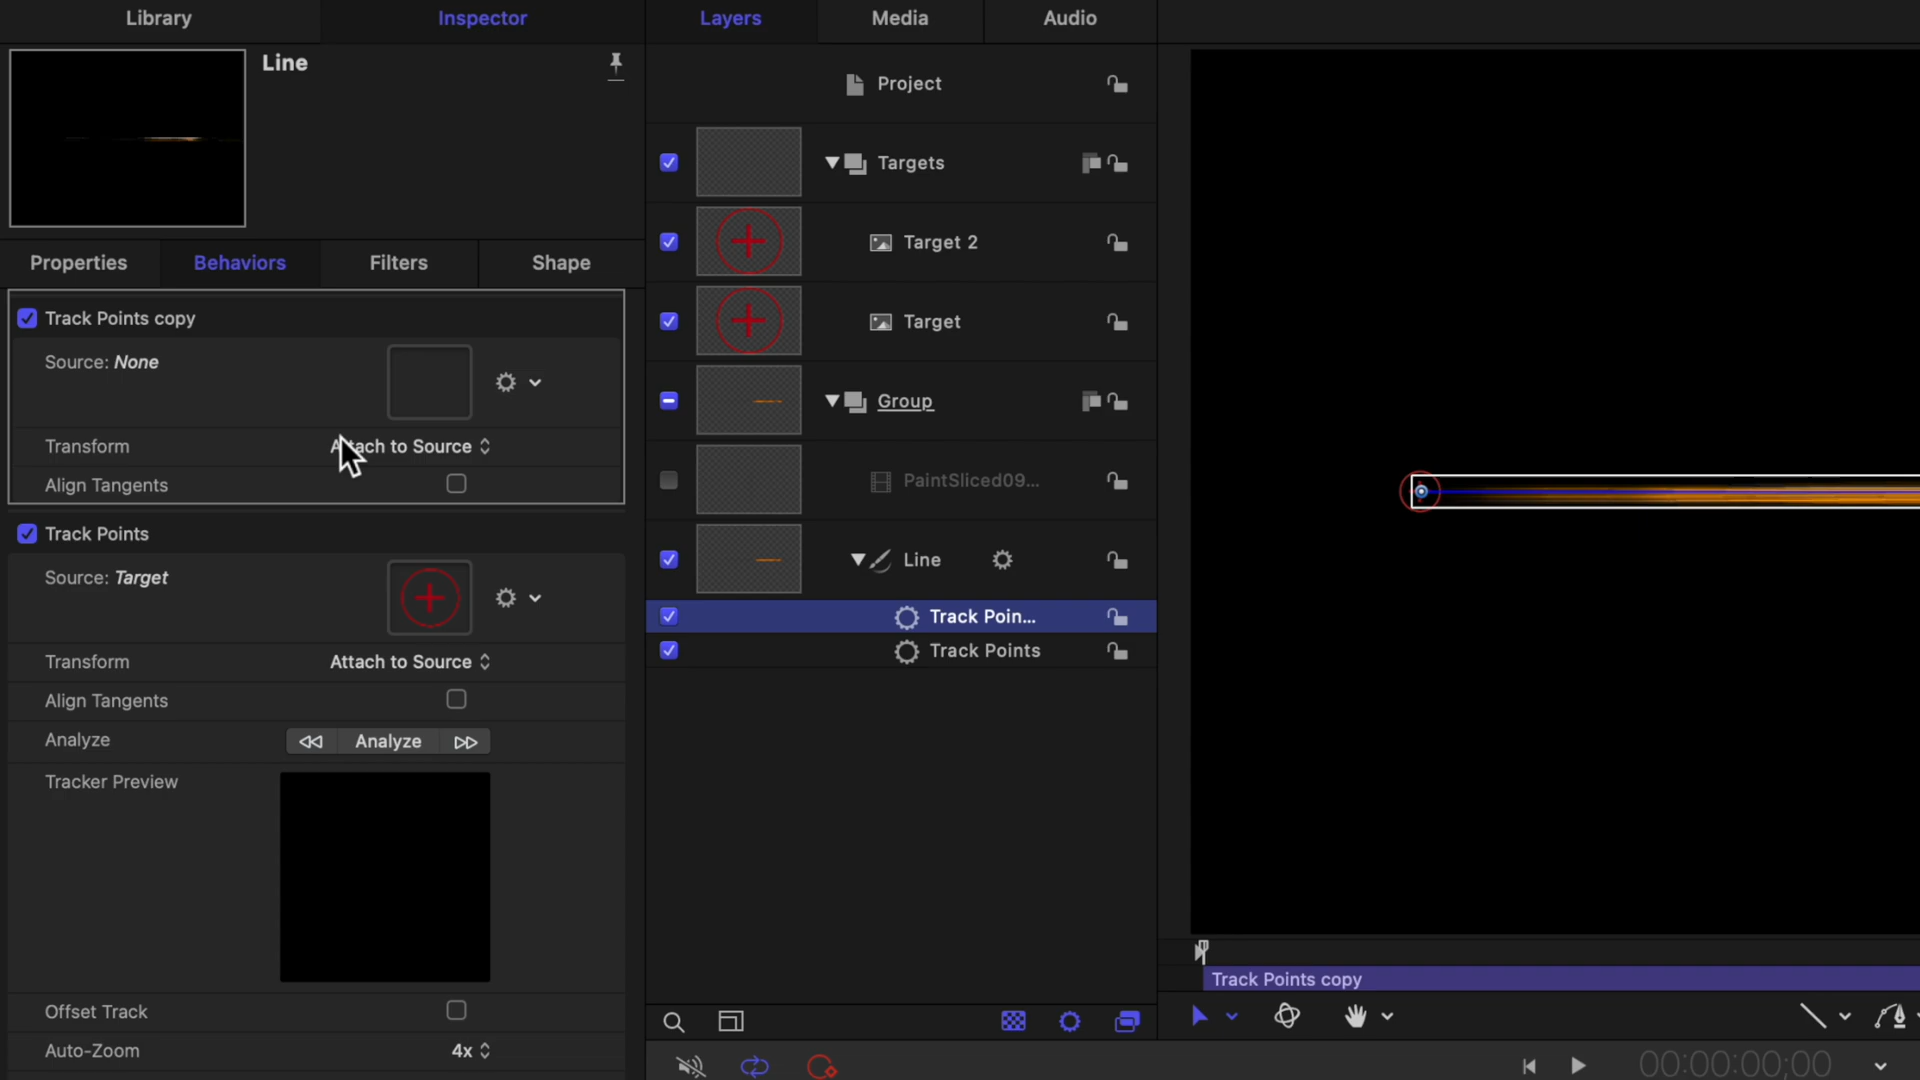 Library
Inspector
Layers
Media
Audio
Line
Project
Targets
Target 2
Target
Group
PaintSliced09...
Line
Track Poin...
Track Points
Properties
Behaviors
Filters
Shape
Track Points copy
Source: None
Transform
Attach to Source
Align Tangents
Track Points
Source: Target
Transform
Attach to Source
Align Tangents
Analyze
Analyze
Tracker Preview
Offset Track
Auto-Zoom
4x
Track Points copy
00:00:00;00